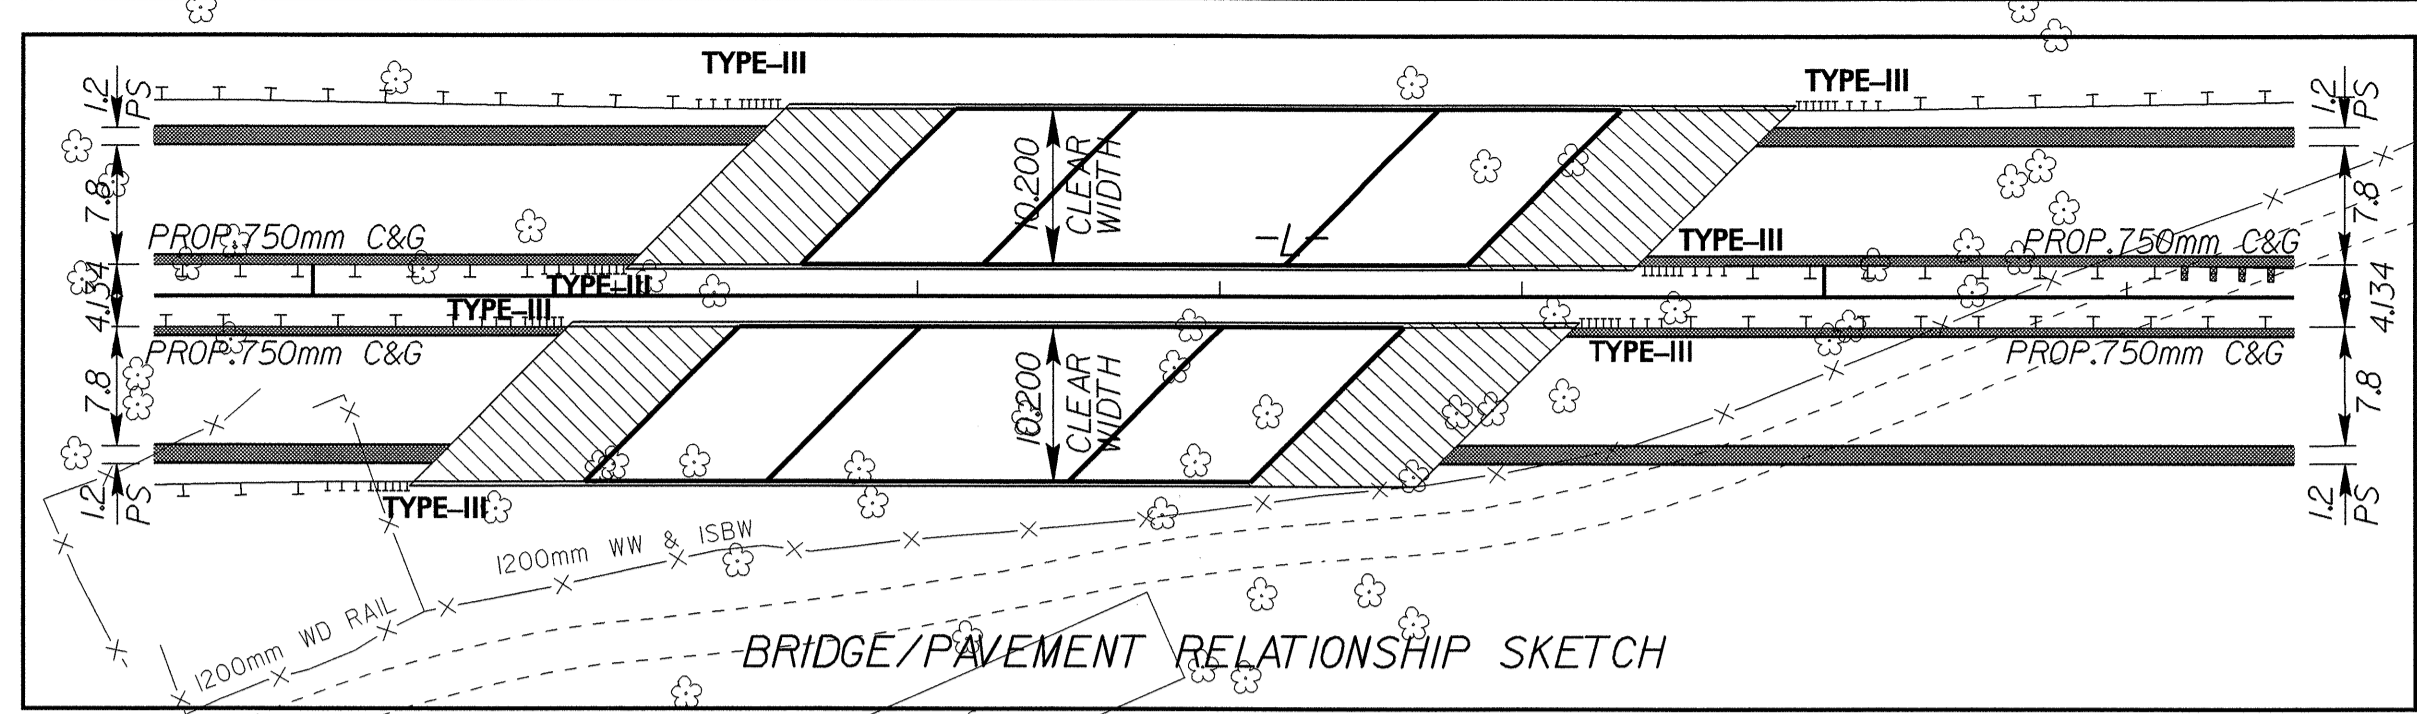 TYPE–III
TYPE–III
1.2
PS
1.2
PS
7.8
10.200
CLEAR
WIDTH
7.8
PROP. 750mm C&G
-L-
TYPE–III
PROP. 750mm C&G
4.134
TYPE–III
TYPE–III
4.134
PROP. 750mm C&G
TYPE–III
PROP. 750mm C&G
7.8
10.200
CLEAR
WIDTH
7.8
1.2
PS
TYPE–III
1.2
PS
1200mm WW & ISBW
1200mm WD RAIL
BRIDGE/PAVEMENT RELATIONSHIP SKETCH